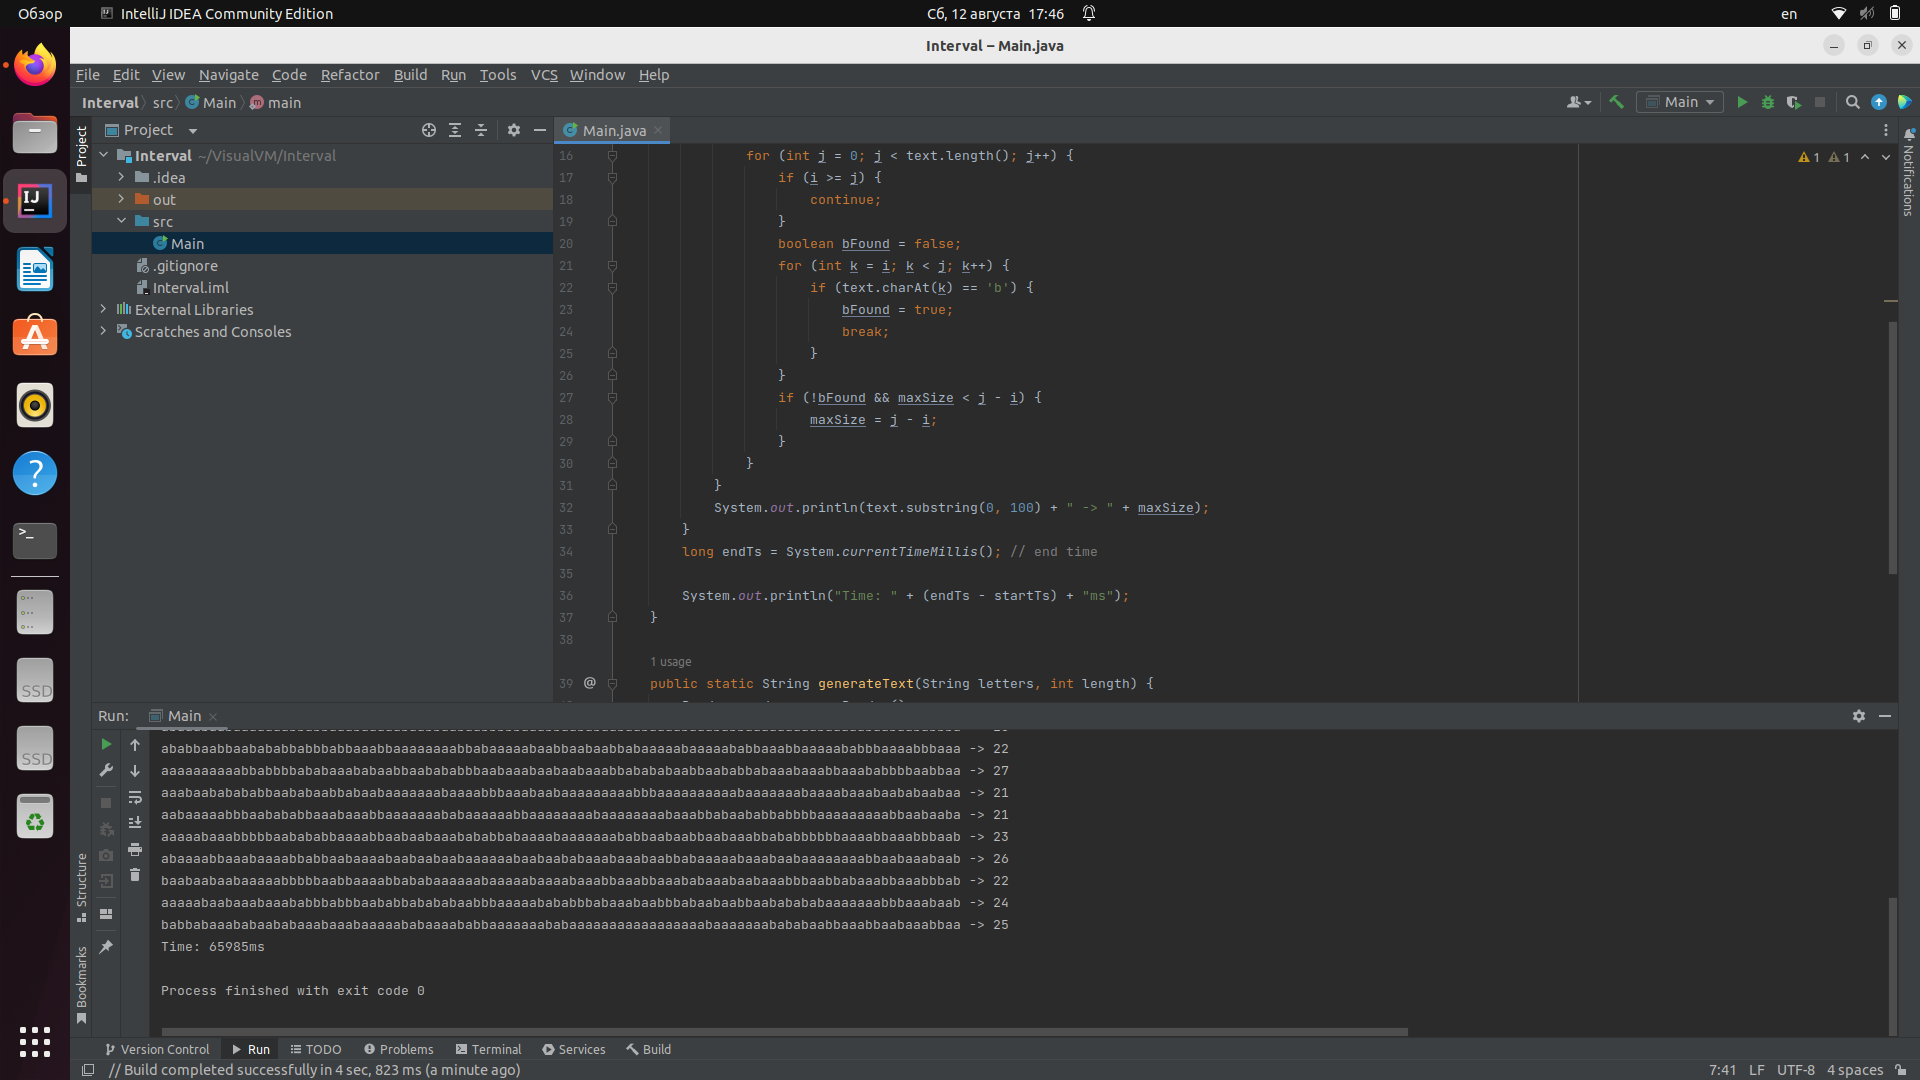 Обзор
IntelliJ IDEA Community Edition
Сб, 12 августа 17:46
en
Interval – Main.java
File Edit View Navigate Code Refactor Build Run Tools VCS Window Help
Interval src Main main
Main
Project
Main.java
Project
Interval ~/VisualVM/Interval
.idea
out
src
Main
.gitignore
Interval.iml
External Libraries
Scratches and Consoles
1 1
Notifications
16 for (int j = 0; j < text.length(); j++) {
17 if (i >= j) {
18 continue;
19 }
20 boolean bFound = false;
21 for (int k = i; k < j; k++) {
22 if (text.charAt(k) == 'b') {
23 bFound = true;
24 break;
25 }
26 }
27 if (!bFound && maxSize < j - i) {
28 maxSize = j - i;
29 }
30 }
31 }
32 System.out.println(text.substring(0, 100) + " -> " + maxSize);
33 }
34 long endTs = System.currentTimeMillis(); // end time
35
36 System.out.println("Time: " + (endTs - startTs) + "ms");
37 }
38
1 usage
39 @ public static String generateText(String letters, int length) {
Run: Main
-> 22
-> 27
-> 21
-> 21
-> 23
-> 26
-> 22
-> 24
-> 25
Time: 65985ms
Process finished with exit code 0
Structure
Bookmarks
Version Control Run TODO Problems Terminal Services Build
// Build completed successfully in 4 sec, 823 ms (a minute ago)
7:41 LF UTF-8 4 spaces
SSD
SSD